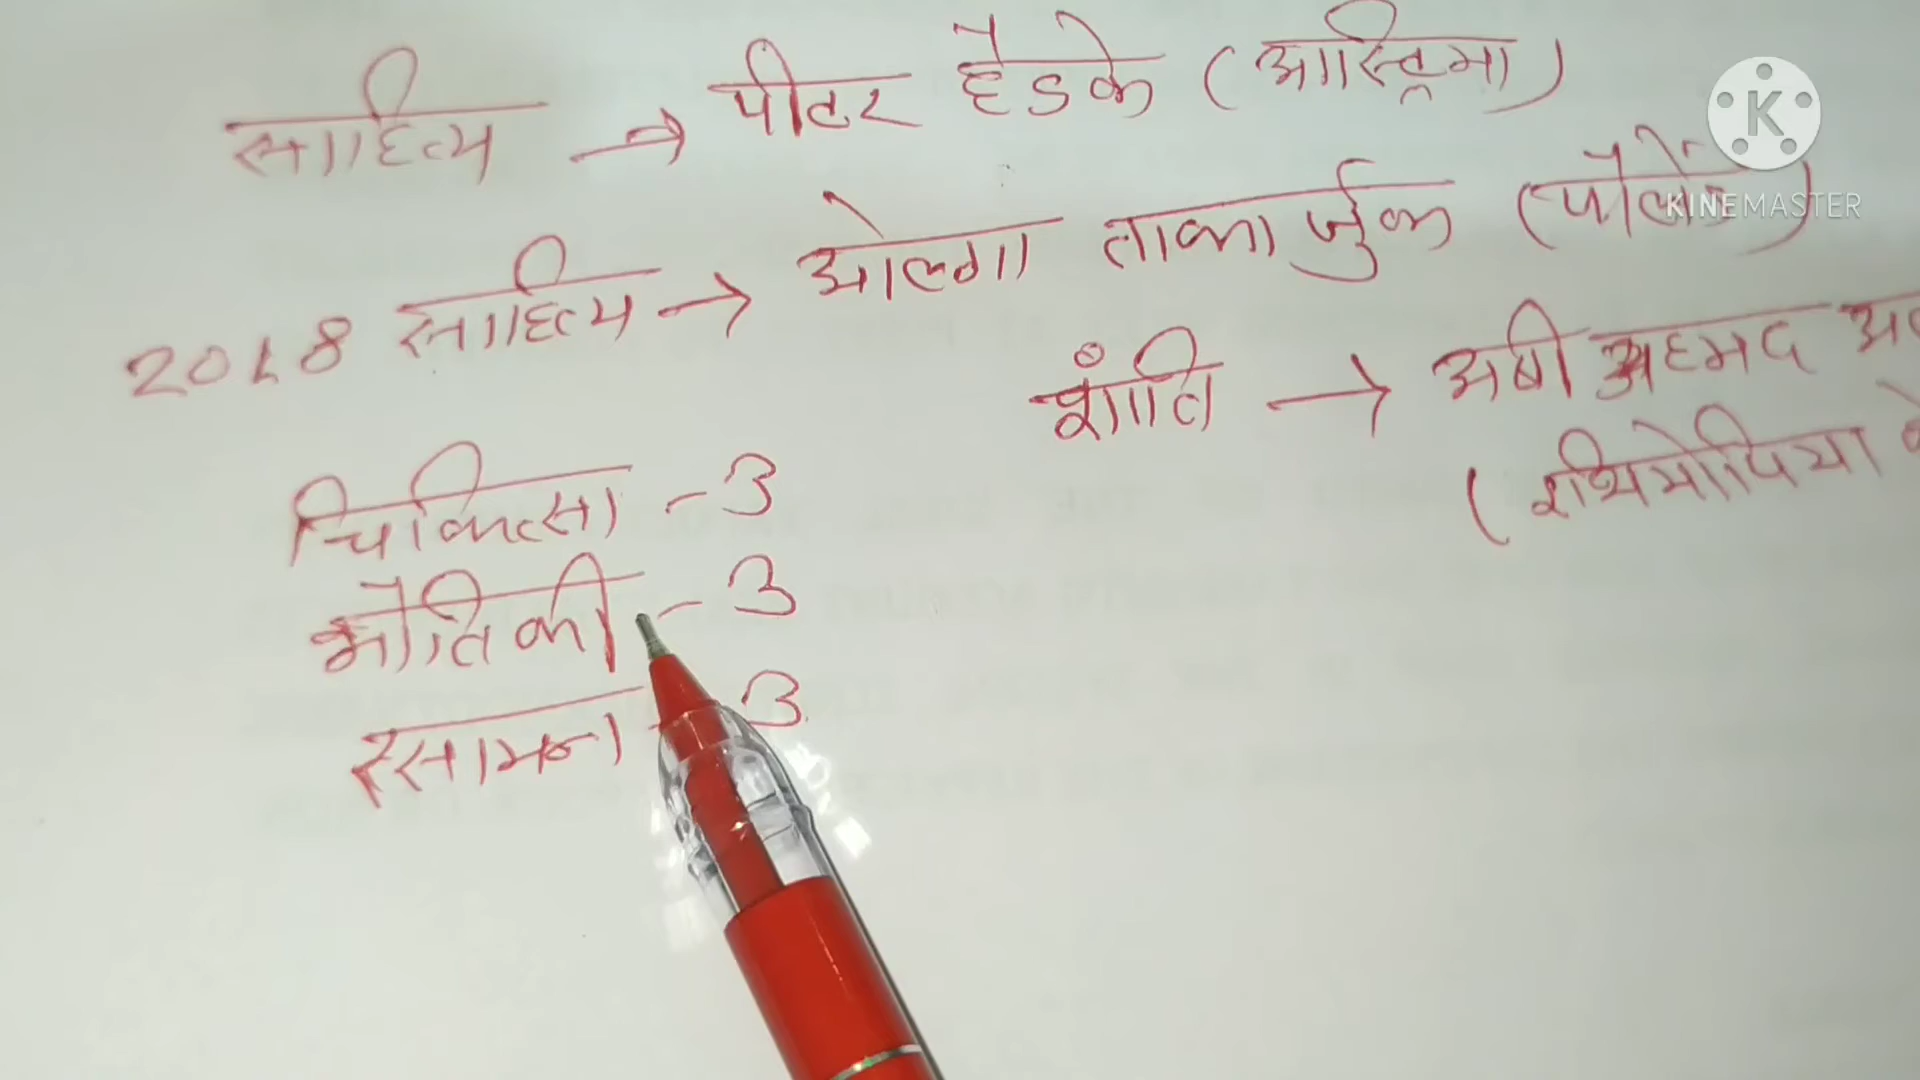 साहित्य → पीटर हैंडके (आस्ट्रिया)
2018 साहित्य → ओल्गा तोकार्जुक (पोलैंड)
शांति → अबी अहमद
(इथियोपिया
चिकित्सा - 3
भौतिकी - 3
रसायन - 3
K
KINEMASTER